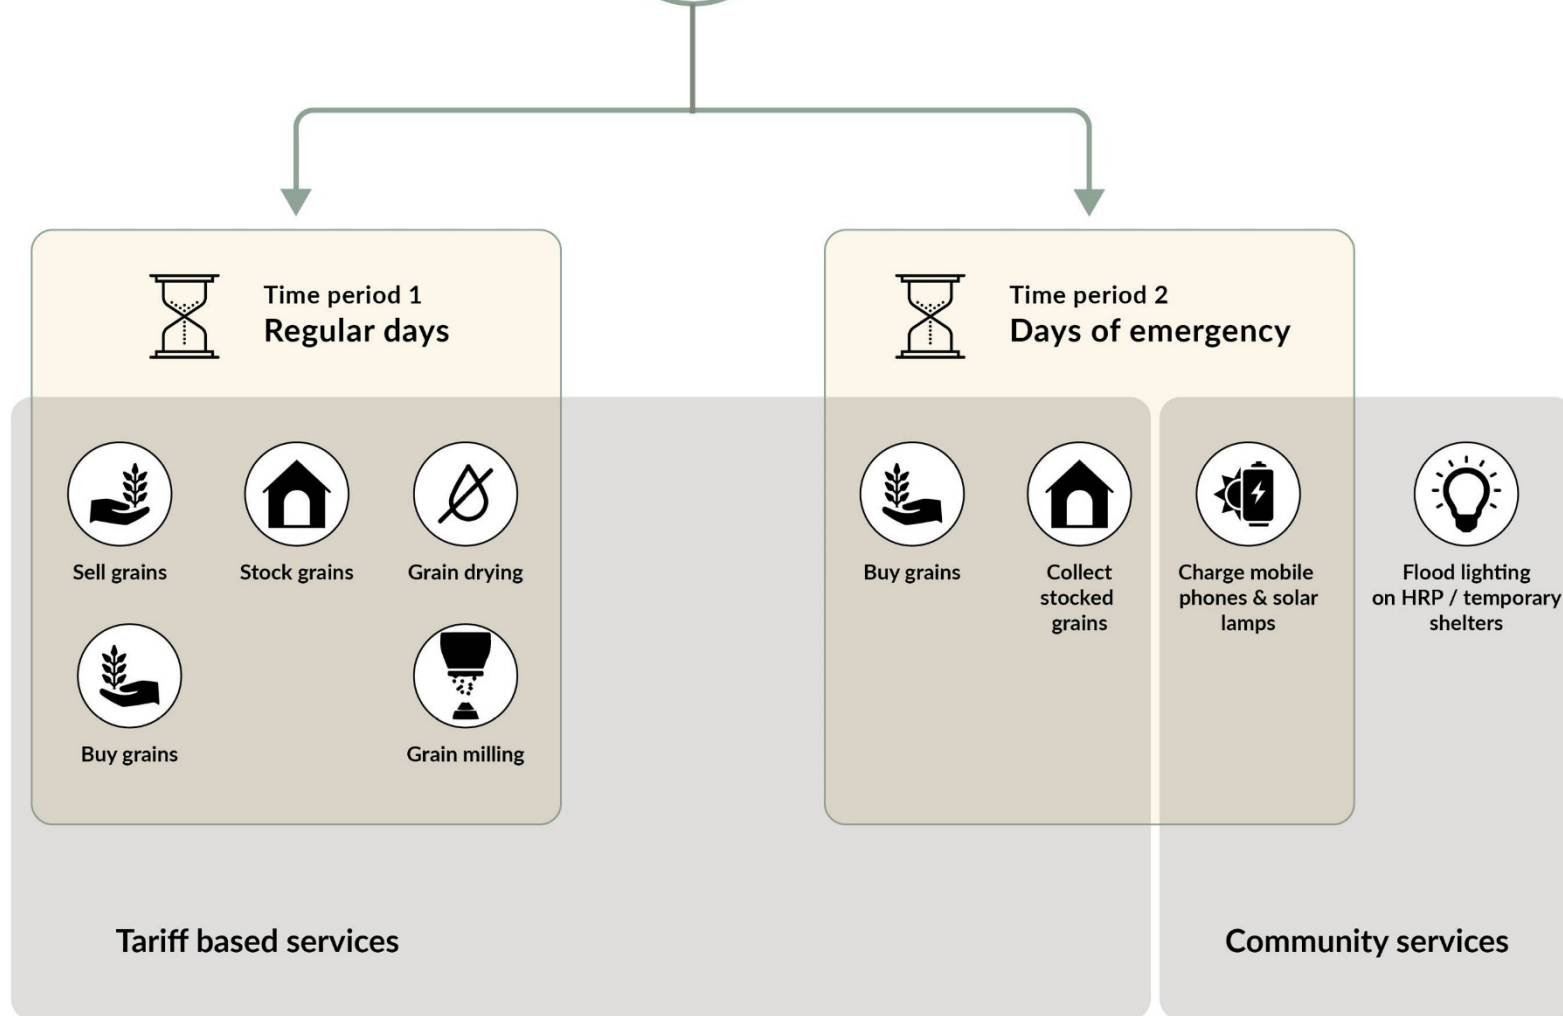 Time period 1
Regular days
Time period 2
Days of emergency
Sell grains
Stock grains
Grain drying
Buy grains
Grain milling
Buy grains
Collect
stocked
grains
Charge mobile
phones & solar
lamps
Flood lighting
on HRP / temporary
shelters
Tariff based services
Community services